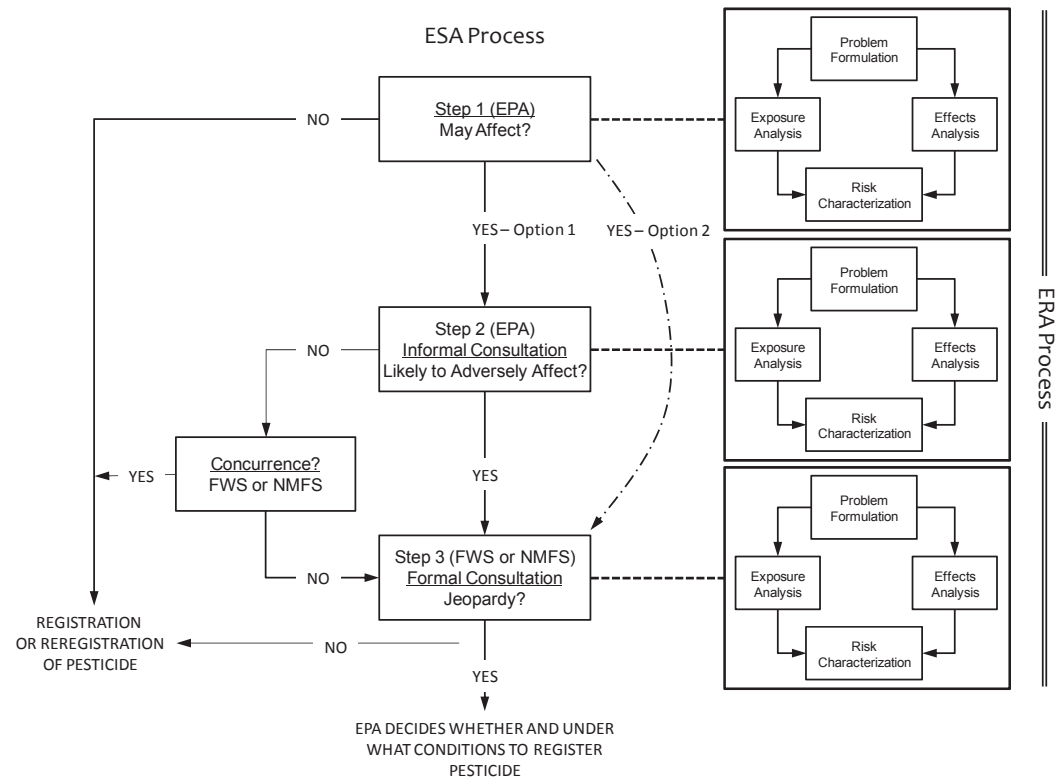 ESA Process
Step 1 (EPA)
May Affect?
NO
YES – Option 1
YES – Option 2
Step 2 (EPA)
Informal Consultation
Likely to Adversely Affect?
NO
Concurrence?
FWS or NMFS
YES
YES
NO
Step 3 (FWS or NMFS)
Formal Consultation
Jeopardy?
REGISTRATION
OR REREGISTRATION
OF PESTICIDE
NO
YES
EPA DECIDES WHETHER AND UNDER
WHAT CONDITIONS TO REGISTER
PESTICIDE
Problem
Formulation
Exposure
Analysis
Effects
Analysis
Risk
Characterization
Problem
Formulation
Exposure
Analysis
Effects
Analysis
Risk
Characterization
Problem
Formulation
Exposure
Analysis
Effects
Analysis
Risk
Characterization
ERA Process